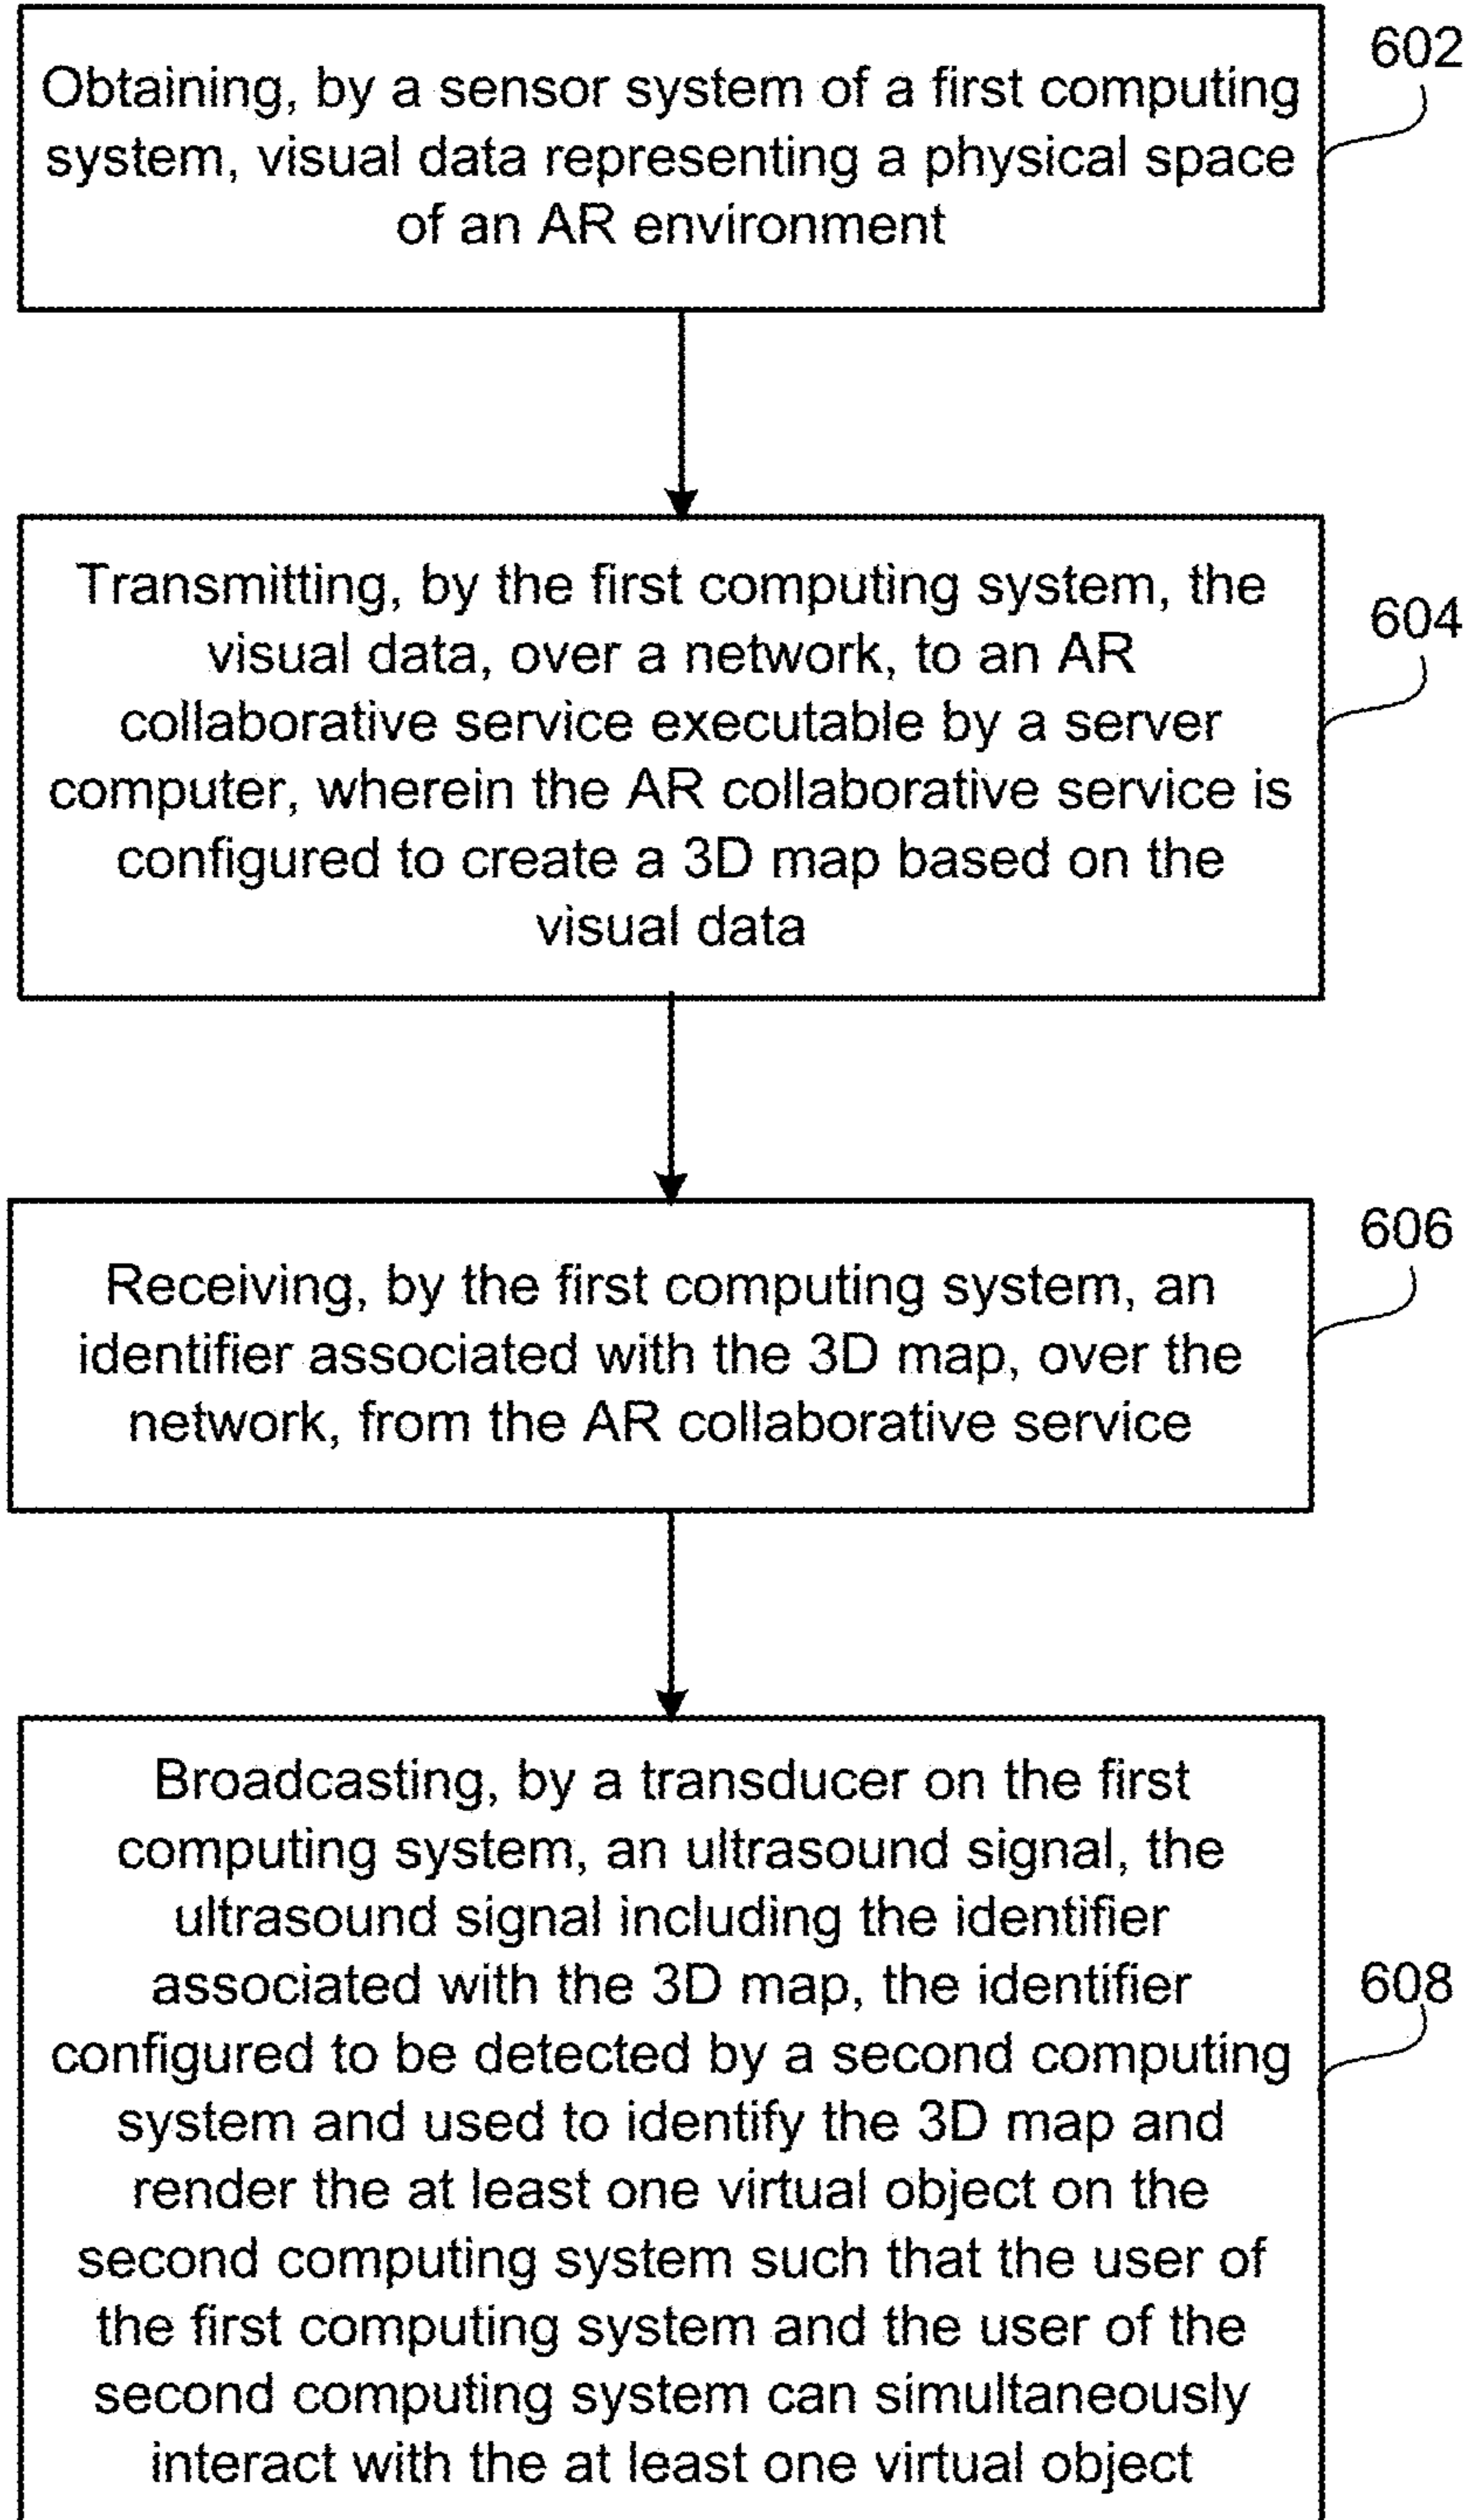 602
Obtaining, by a sensor system of a first computing
system, visual data representing a physical space
of an AR environment
604
Transmitting, by the first computing system, the
visual data, over a network, to an AR
collaborative service executable by a server
computer, wherein the AR collaborative service is
configured to create a 3D map based on the
visual data
606
Receiving, by the first computing system, an
identifier associated with the 3D map, over the
network, from the AR collaborative service
608
Broadcasting, by a transducer on the first
computing system, an ultrasound signal, the
ultrasound signal including the identifier
associated with the 3D map, the identifier
configured to be detected by a second computing
system and used to identify the 3D map and
render the at least one virtual object on the
second computing system such that the user of
the first computing system and the user of the
second computing system can simultaneously
interact with the at least one virtual object